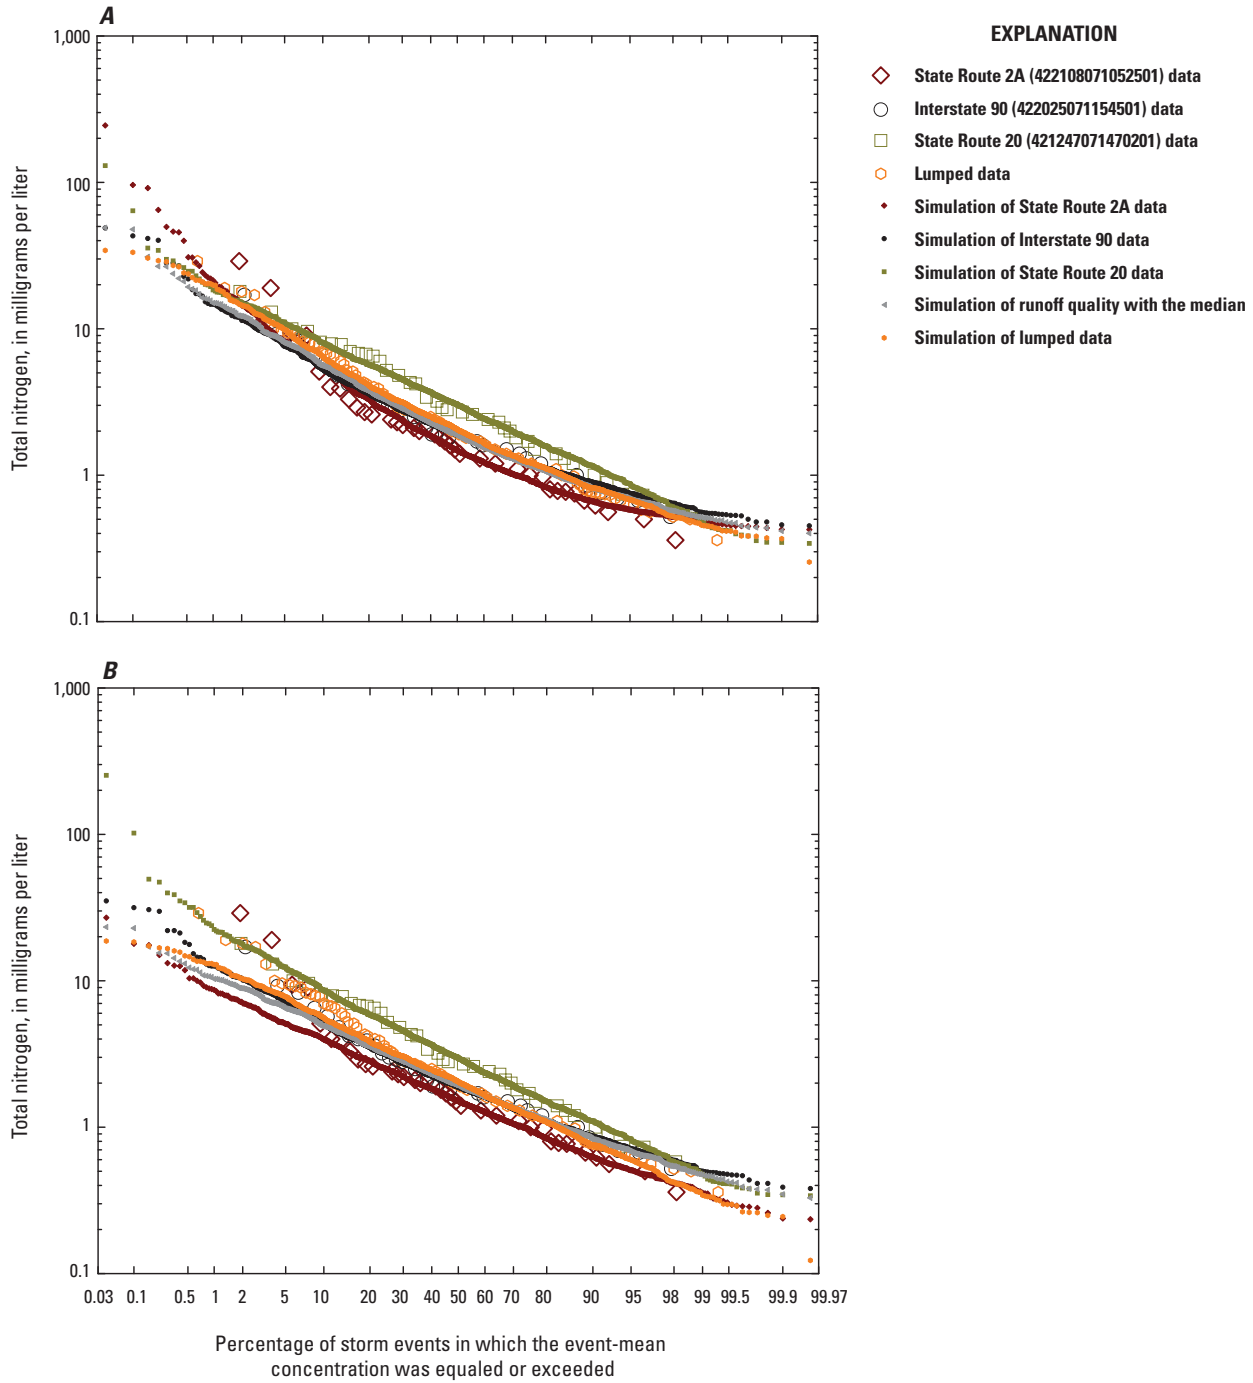 A
1,000
100
10
1
0.1
Total nitrogen, in milligrams per liter
EXPLANATION
State Route 2A (422108071052501) data
Interstate 90 (422025071154501) data
State Route 20 (421247071470201) data
Lumped data
Simulation of State Route 2A data
Simulation of Interstate 90 data
Simulation of State Route 20 data
Simulation of runoff quality with the median
Simulation of lumped data
B
1,000
100
10
1
0.1
Total nitrogen, in milligrams per liter
0.03 0.1 0.5 1 2 5 10 20 30 40 50 60 70 80 90 95 98 99 99.5 99.9 99.97
Percentage of storm events in which the event-mean
concentration was equaled or exceeded